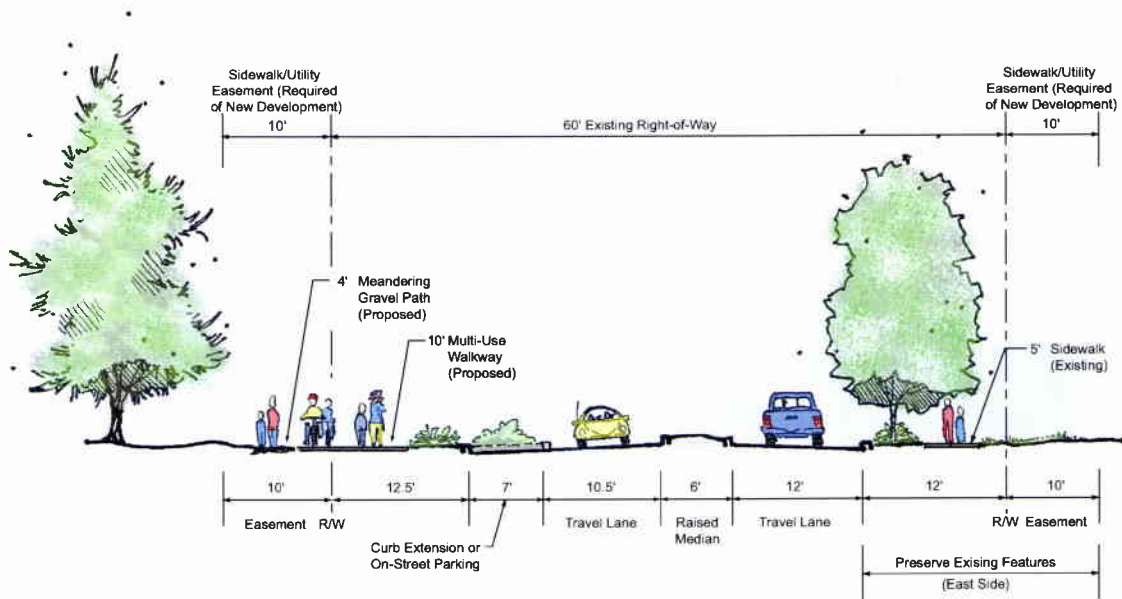 Sidewalk/Utility
Easement (Required
of New Development)
10'
60' Existing Right-of-Way
Sidewalk/Utility
Easement (Required
of New Development)
10'
4' Meandering
Gravel Path
(Proposed)
10' Multi-Use
Walkway
(Proposed)
5' Sidewalk
(Existing)
10'
12.5'
7'
10.5'
6'
12'
12'
10'
Easement R/W
Travel Lane
Raised
Median
Travel Lane
R/W Easement
Curb Extension or
On-Street Parking
Preserve Exising Features
(East Side)